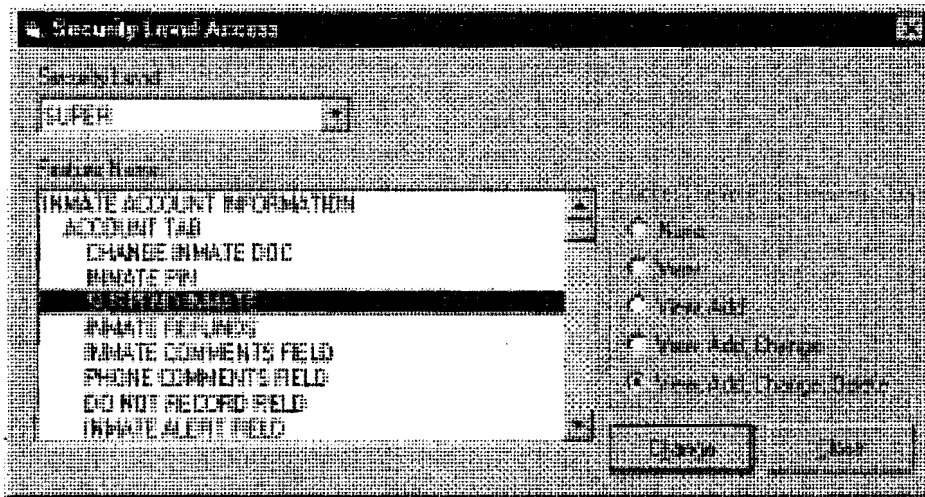 Security Level Access
Security Level
SUPER
Feature Name
INMATE ACCOUNT INFORMATION
ACCOUNT TAB
CHANGE INMATE DOC
INMATE PIN
INMATE
INMATE REFUNDS
INMATE COMMENTS FIELD
PHONE COMMENTS FIELD
DO NOT RECORD FIELD
INMATE ALERT FIELD
None
View
View Add
View Add Change
View Add Change Delete
Change